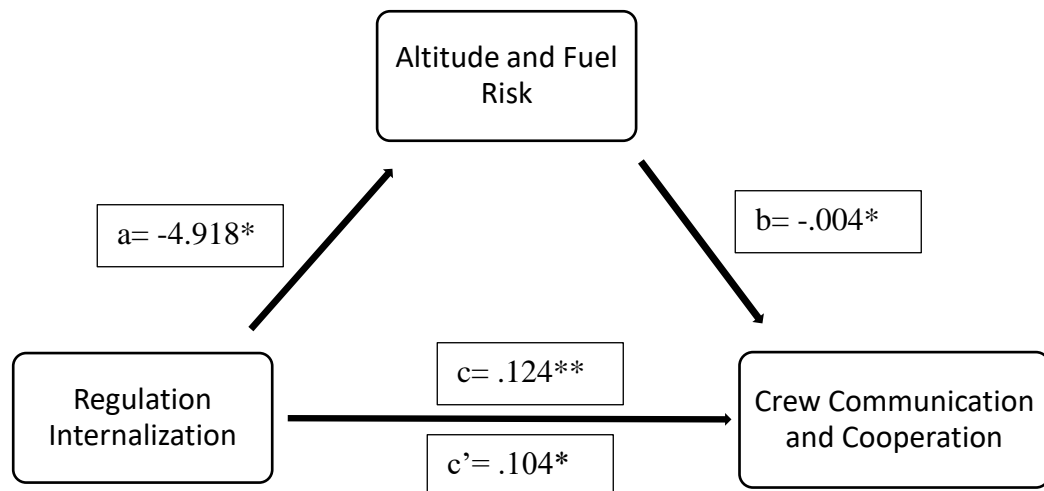 Altitude and Fuel
Risk
a= -4.918*
b= -.004*
Regulation
Internalization
c= .124**
c’= .104*
Crew Communication
and Cooperation